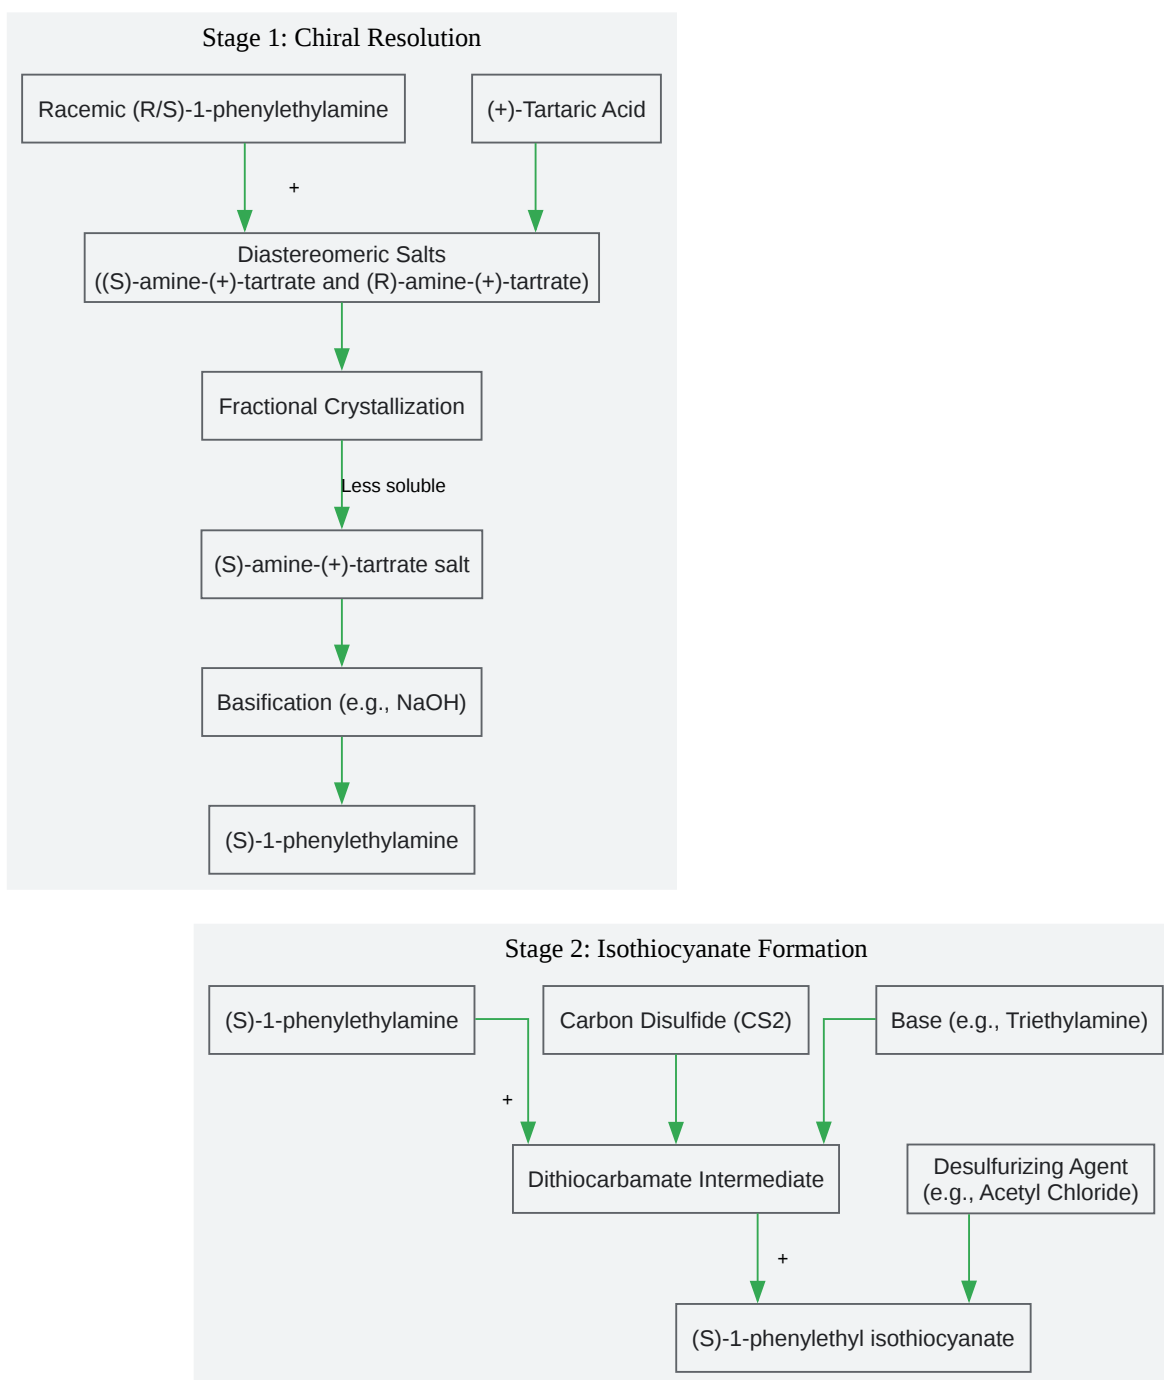 Stage 1: Chiral Resolution
Racemic (R/S)-1-phenylethylamine
(+)-Tartaric Acid
+
Diastereomeric Salts
((S)-amine-(+)-tartrate and (R)-amine-(+)-tartrate)
Fractional Crystallization
Less soluble
(S)-amine-(+)-tartrate salt
Basification (e.g., NaOH)
(S)-1-phenylethylamine
Stage 2: Isothiocyanate Formation
(S)-1-phenylethylamine
Carbon Disulfide (CS2)
Base (e.g., Triethylamine)
+
Dithiocarbamate Intermediate
Desulfurizing Agent
(e.g., Acetyl Chloride)
+
(S)-1-phenylethyl isothiocyanate